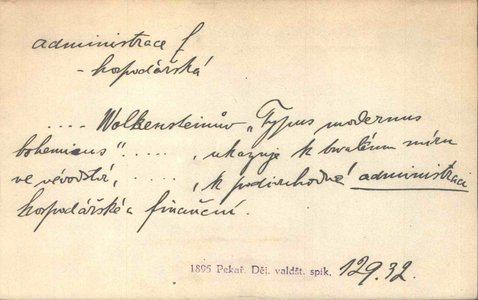 administrace f
- hospodářská
.... Wolkensteinův „Typus modernus
bohemicus" ....., ukazuje k trvalému míru
ve vévodství, ....., k podivuhodné administraci
hospodářské a finanční.
1895 Pekař. Děj. valdšt. spik. 129.32.